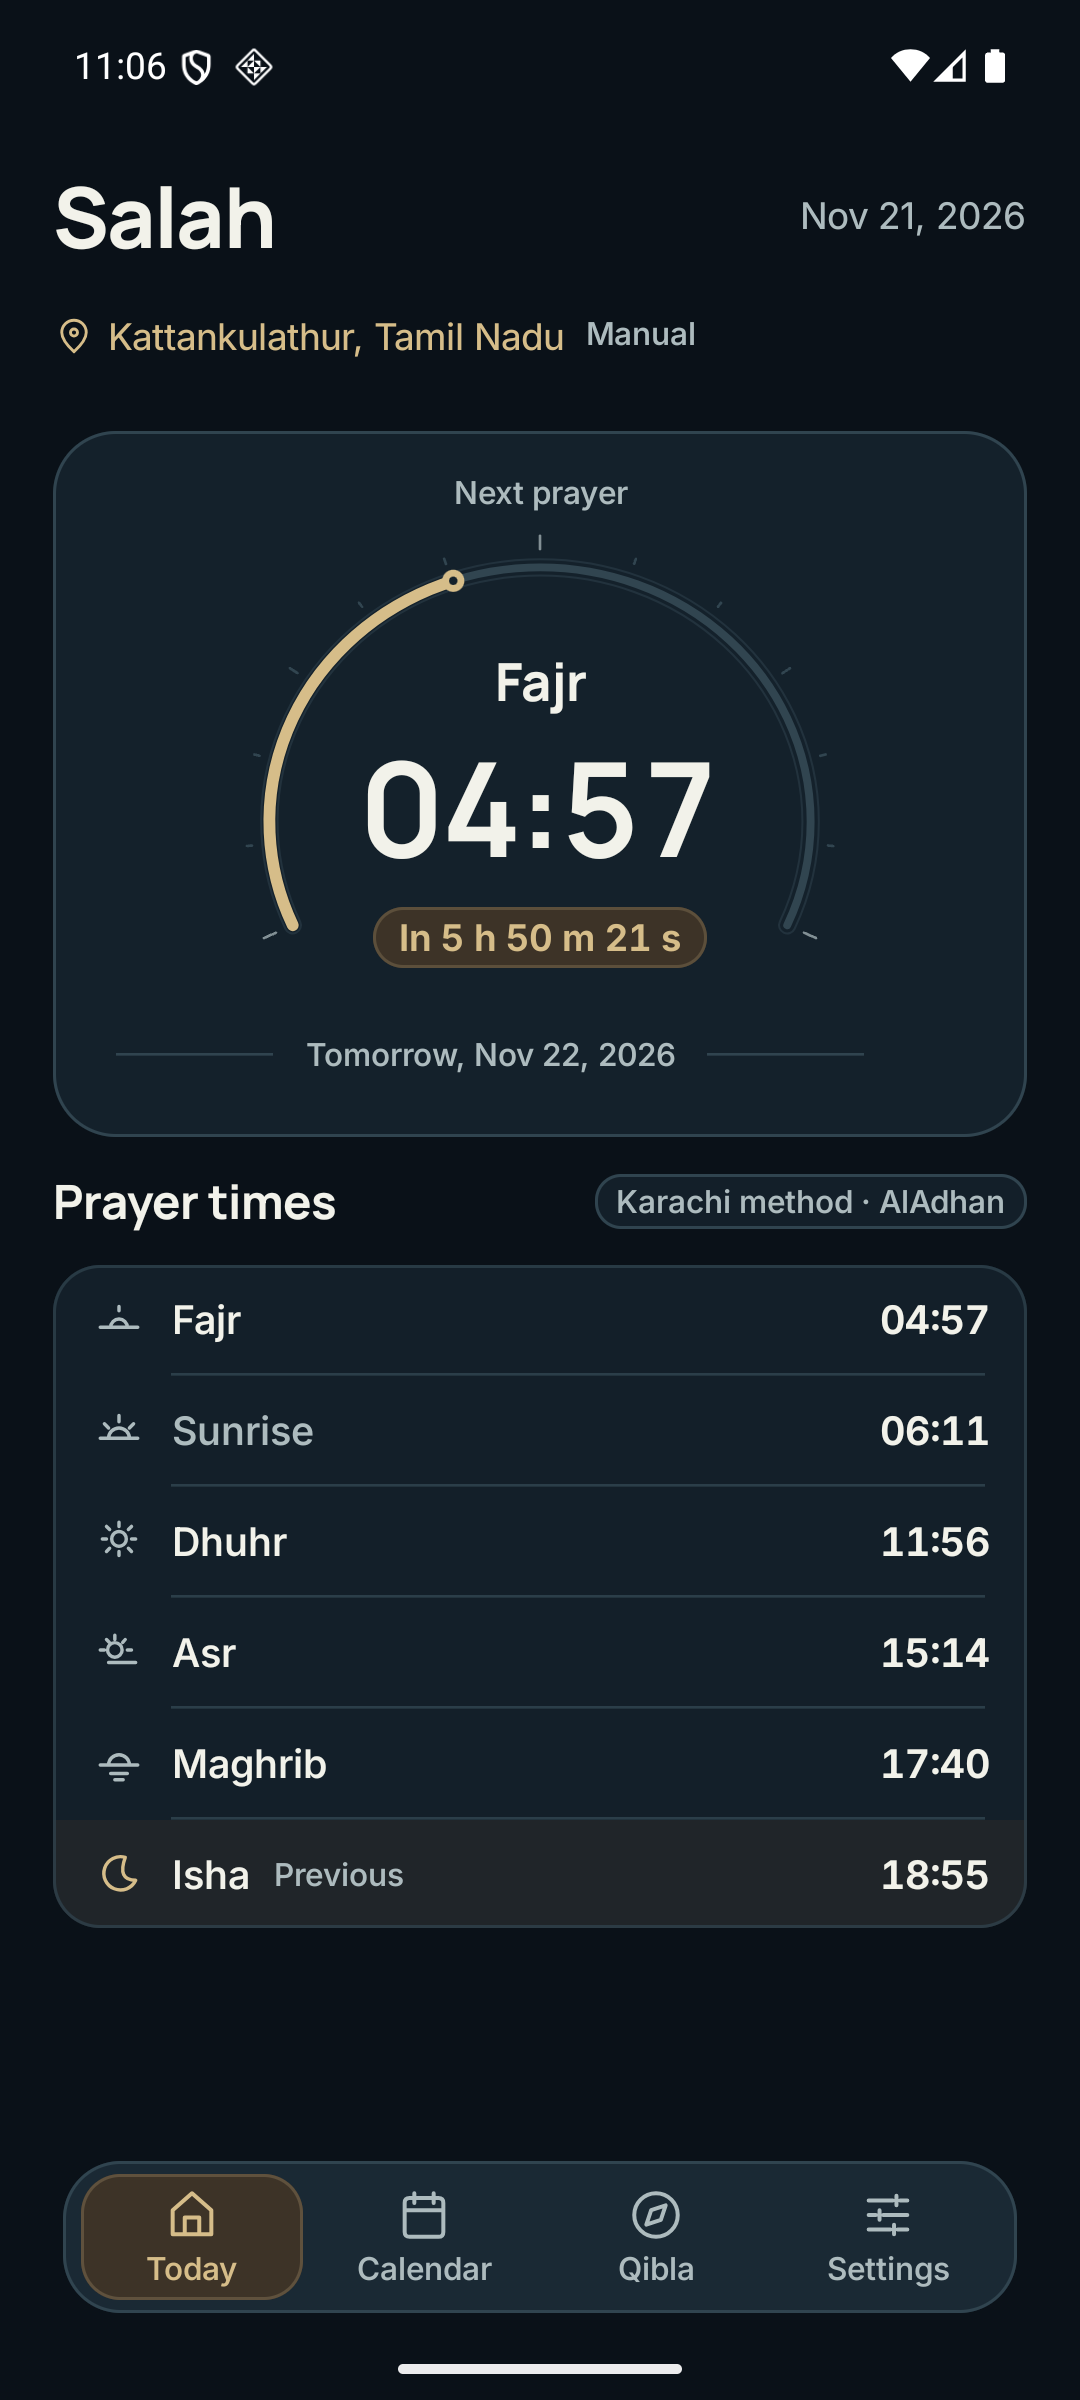 11:06
Salah
Nov 21, 2026
Kattankulathur, Tamil Nadu Manual
Next prayer
Fajr
04:57
In 5 h 50 m 21 s
Tomorrow, Nov 22, 2026
Prayer times
Karachi method · AlAdhan
Fajr 04:57
Sunrise 06:11
Dhuhr 11:56
Asr 15:14
Maghrib 17:40
Isha Previous 18:55
Today Calendar Qibla Settings